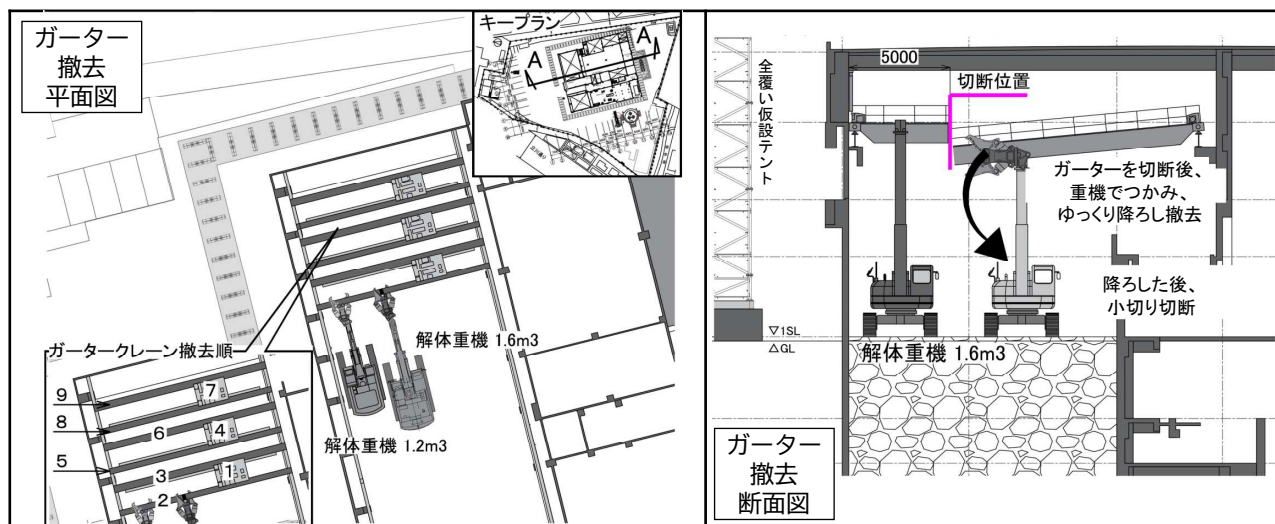 ガーター
撤去
平面図
キープラン
A
A
ガータークレーン撤去順
9
8
5
7
6
4
3
1
2
解体重機 1.6m3
解体重機 1.2m3
全覆い仮設テント
5000
切断位置
ガーターを切断後、
重機でつかみ、
ゆっくり降ろし撤去
降ろした後、
小切り切断
▽1SL
△GL
解体重機 1.6m3
ガーター
撤去
断面図